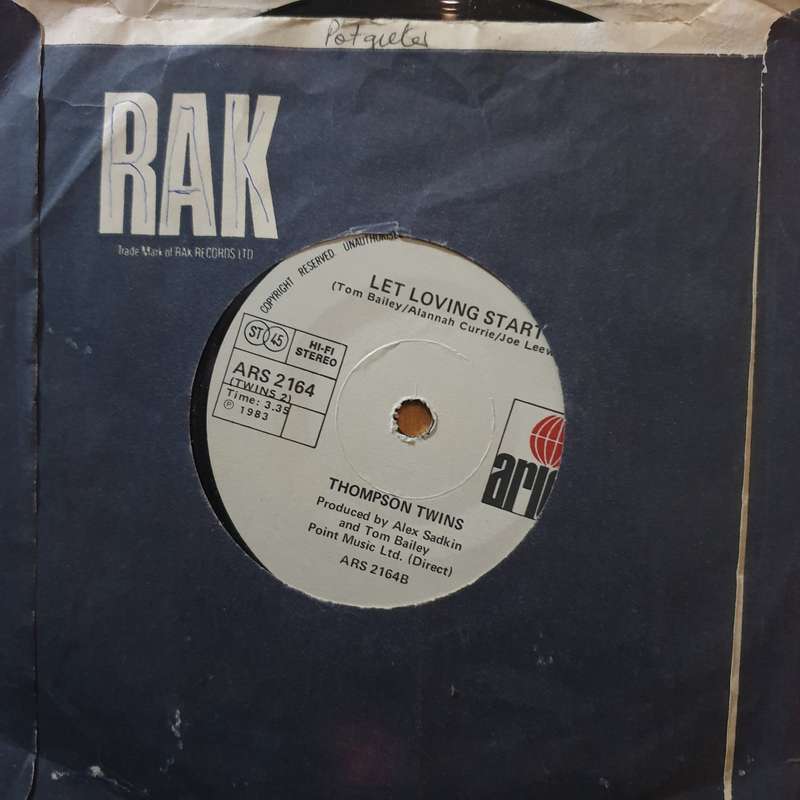 Potgieter
RAK
Trade Mark of RAK RECORDS LTD
COPYRIGHT RESERVED UNAUTHORISE
LET LOVING START
(Tom Bailey/Alannah Currie/Joe Leew
ST 45
HI-FI
STEREO
ARS 2164
(TWINS 2)
Time: 3.35
℗ 1983
ario
THOMPSON TWINS
Produced by Alex Sadkin
and Tom Bailey
Point Music Ltd. (Direct)
ARS 2164B